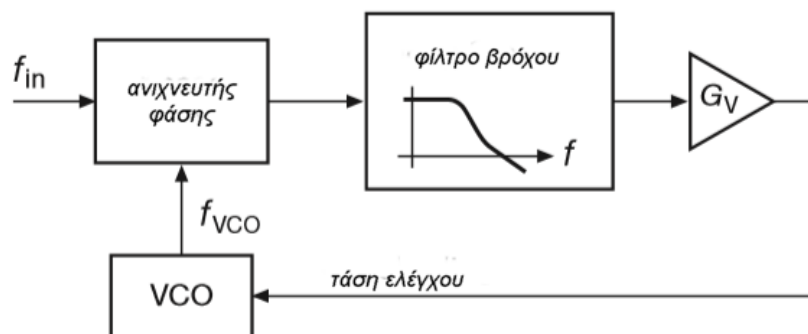 f_in
ανιχνευτής
φάσης
φίλτρο βρόχου
f
G_V
f_VCO
VCO
τάση ελέγχου